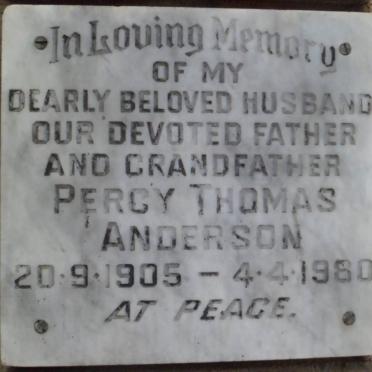 In Loving Memory
OF MY
DEARLY BELOVED HUSBAND
OUR DEVOTED FATHER
AND GRANDFATHER
PERCY THOMAS
ANDERSON
20·9·1905 – 4·4·1980
AT PEACE.